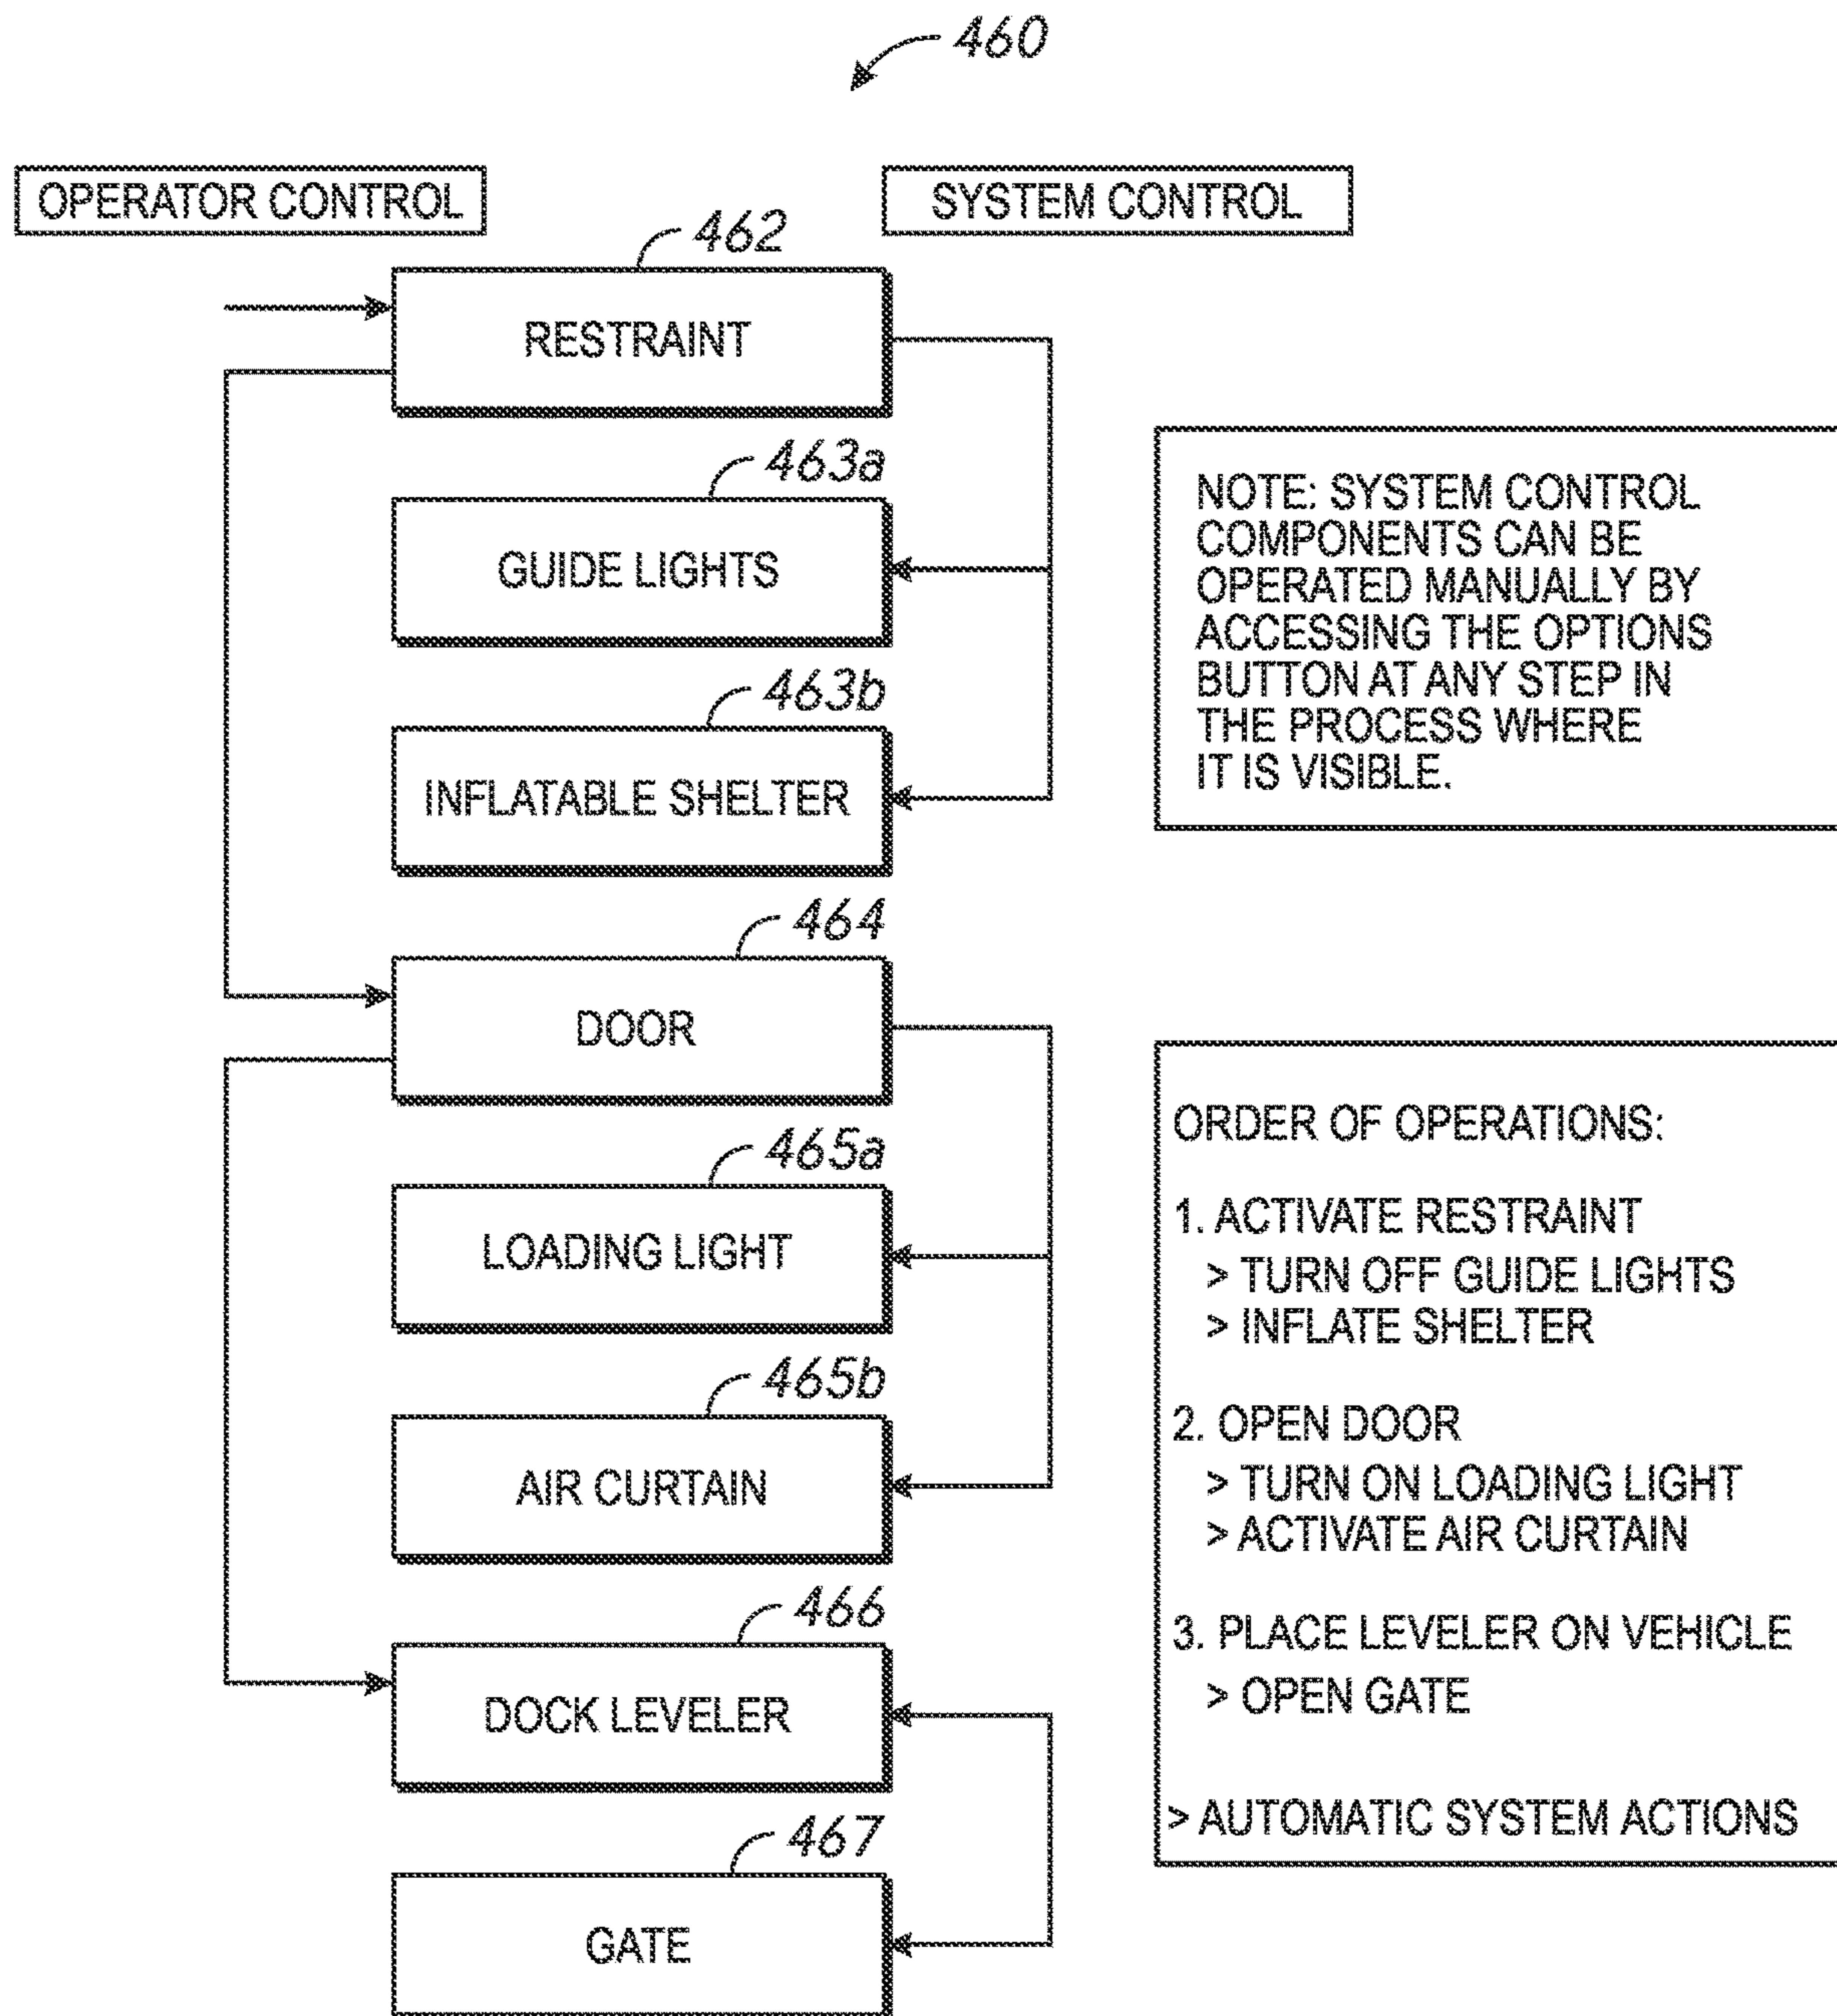 460
OPERATOR CONTROL
SYSTEM CONTROL
462
RESTRAINT
463a
GUIDE LIGHTS
463b
INFLATABLE SHELTER
464
DOOR
465a
LOADING LIGHT
465b
AIR CURTAIN
466
DOCK LEVELER
467
GATE
NOTE: SYSTEM CONTROL
COMPONENTS CAN BE
OPERATED MANUALLY BY
ACCESSING THE OPTIONS
BUTTON AT ANY STEP IN
THE PROCESS WHERE
IT IS VISIBLE.
ORDER OF OPERATIONS:
1. ACTIVATE RESTRAINT
> TURN OFF GUIDE LIGHTS
> INFLATE SHELTER
2. OPEN DOOR
> TURN ON LOADING LIGHT
> ACTIVATE AIR CURTAIN
3. PLACE LEVELER ON VEHICLE
> OPEN GATE
> AUTOMATIC SYSTEM ACTIONS